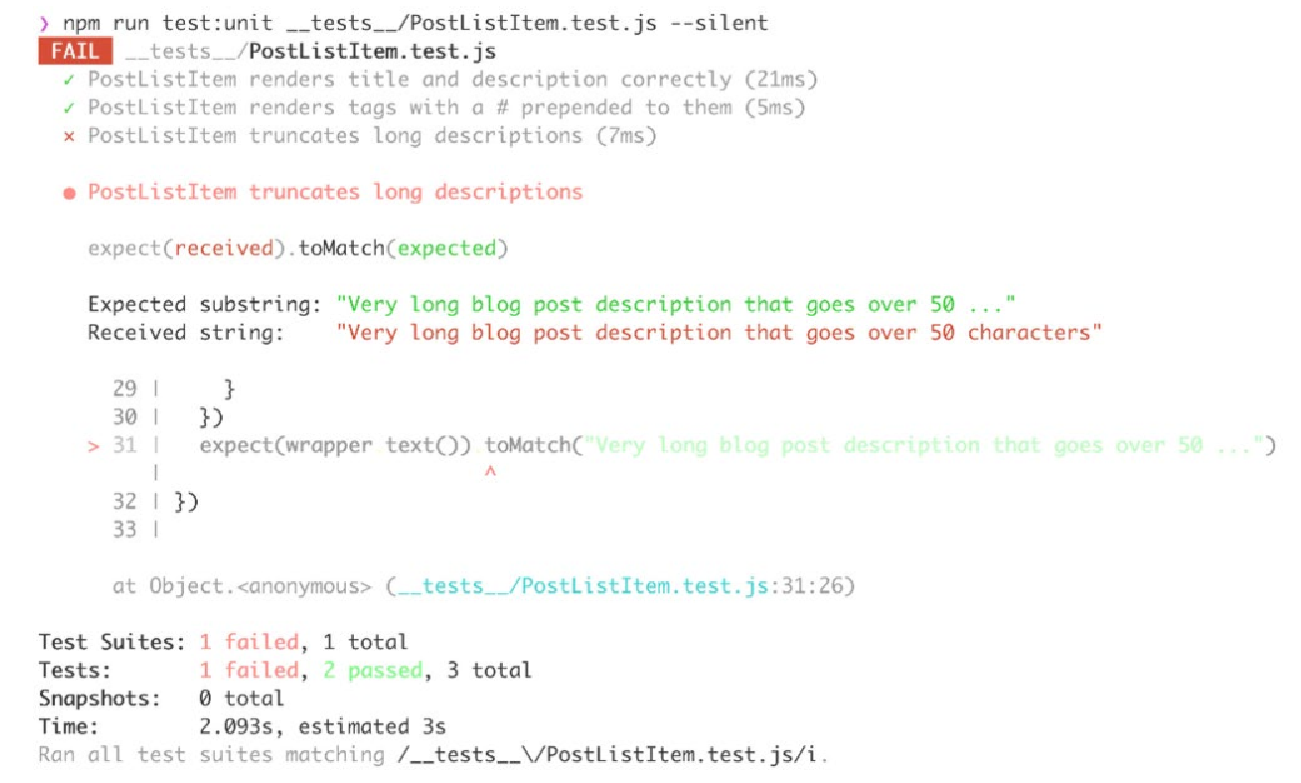 ❯ npm run test:unit __tests__/PostListItem.test.js --silent
FAIL __tests__/PostListItem.test.js
✓ PostListItem renders title and description correctly (21ms)
✓ PostListItem renders tags with a # prepended to them (5ms)
✕ PostListItem truncates long descriptions (7ms)
● PostListItem truncates long descriptions
expect(received).toMatch(expected)
Expected substring: "Very long blog post description that goes over 50 ..."
Received string:    "Very long blog post description that goes over 50 characters"
29 |     }
30 |   })
> 31 |   expect(wrapper.text()).toMatch("Very long blog post description that goes over 50 ...")
|                          ^
32 | })
33 |
at Object.<anonymous> (__tests__/PostListItem.test.js:31:26)
Test Suites: 1 failed, 1 total
Tests:       1 failed, 2 passed, 3 total
Snapshots:   0 total
Time:        2.093s, estimated 3s
Ran all test suites matching /__tests__\/PostListItem.test.js/i.